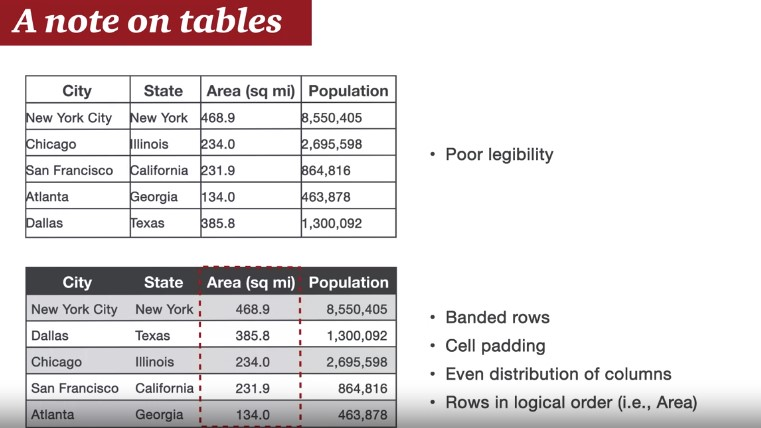 A note on tables
City State Area (sq mi) Population
New York City New York 468.9 8,550,405
Chicago Illinois 234.0 2,695,598
San Francisco California 231.9 864,816
Atlanta Georgia 134.0 463,878
Dallas Texas 385.8 1,300,092
• Poor legibility
City State Area (sq mi) Population
New York City New York 468.9 8,550,405
Dallas Texas 385.8 1,300,092
Chicago Illinois 234.0 2,695,598
San Francisco California 231.9 864,816
Atlanta Georgia 134.0 463,878
• Banded rows
• Cell padding
• Even distribution of columns
• Rows in logical order (i.e., Area)